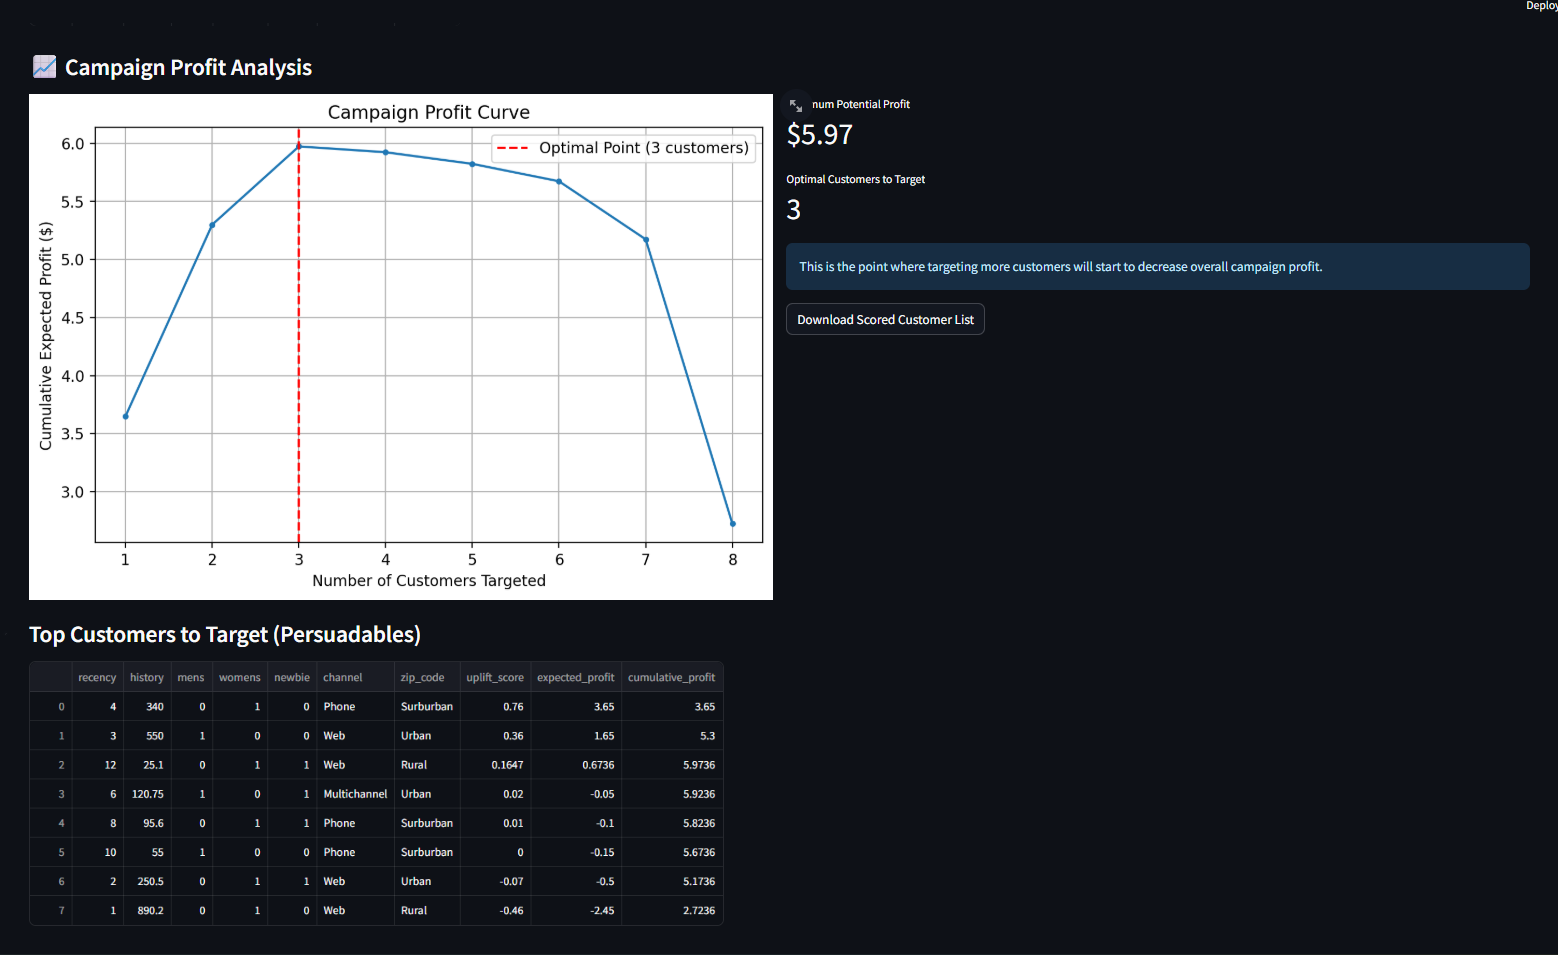 Deploy
Campaign Profit Analysis
Campaign Profit Curve
Optimal Point (3 customers)
6.0
5.5
5.0
4.5
4.0
3.5
3.0
Cumulative Expected Profit ($)
1 2 3 4 5 6 7 8
Number of Customers Targeted
num Potential Profit
$5.97
Optimal Customers to Target
3
This is the point where targeting more customers will start to decrease overall campaign profit.
Download Scored Customer List
Top Customers to Target (Persuadables)
recency history mens womens newbie channel zip_code uplift_score expected_profit cumulative_profit
0 4 340 0 1 0 Phone Surburban 0.76 3.65 3.65
1 3 550 1 0 0 Web Urban 0.36 1.65 5.3
2 12 25.1 0 1 1 Web Rural 0.1647 0.6736 5.9736
3 6 120.75 1 0 1 Multichannel Urban 0.02 -0.05 5.9236
4 8 95.6 0 1 1 Phone Surburban 0.01 -0.1 5.8236
5 10 55 1 0 0 Phone Surburban 0 -0.15 5.6736
6 2 250.5 0 1 1 Web Urban -0.07 -0.5 5.1736
7 1 890.2 0 1 0 Web Rural -0.46 -2.45 2.7236